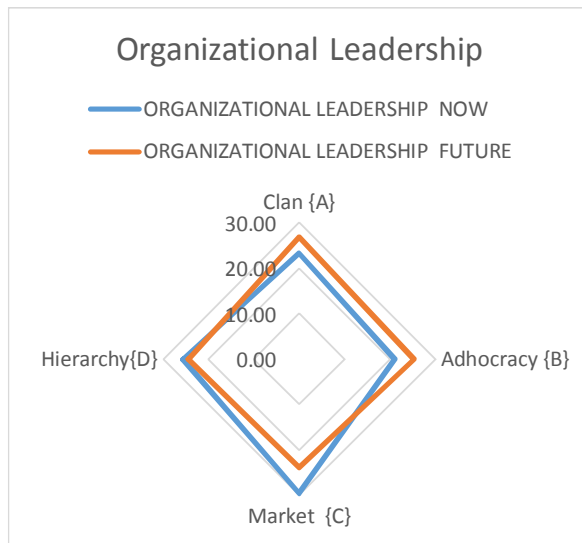 Organizational Leadership
ORGANIZATIONAL LEADERSHIP NOW
ORGANIZATIONAL LEADERSHIP FUTURE
Clan {A}
30.00
20.00
10.00
0.00
Hierarchy{D}
Adhocracy {B}
Market {C}